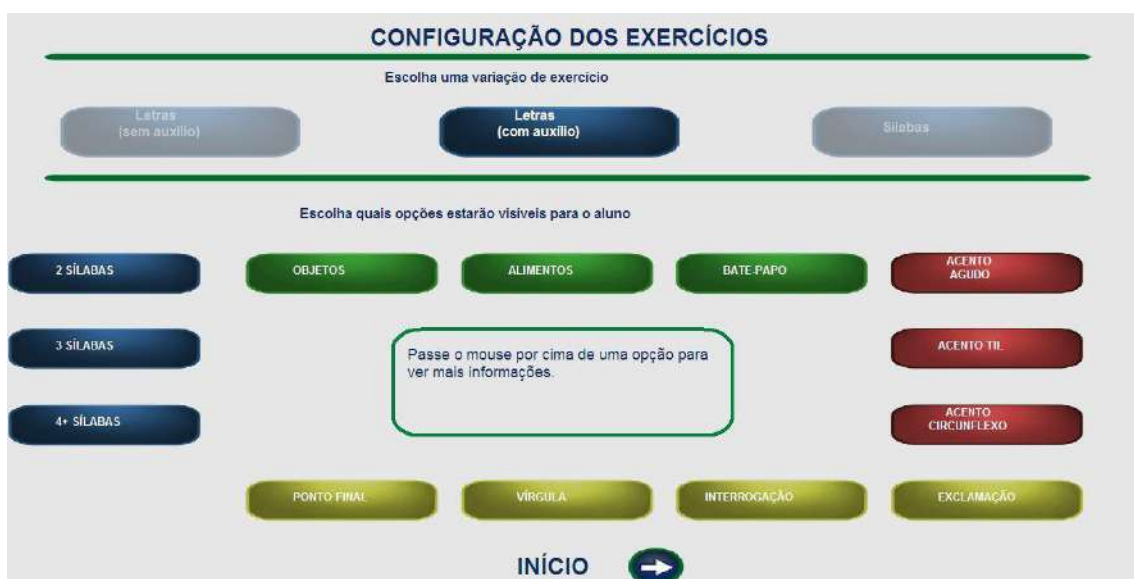 CONFIGURAÇÃO DOS EXERCÍCIOS
Escolha uma variação de exercício
Letras
(sem auxílio)
Letras
(com auxílio)
Sílabas
Escolha quais opções estarão visíveis para o aluno
2 SÍLABAS
OBJETOS
ALIMENTOS
BATE-PAPO
ACENTO
AGUDO
3 SÍLABAS
Passe o mouse por cima de uma opção para
ver mais informações.
ACENTO TIL
4+ SÍLABAS
ACENTO
CIRCUNFLEXO
PONTO FINAL
VÍRGULA
INTERROGAÇÃO
EXCLAMAÇÃO
INÍCIO